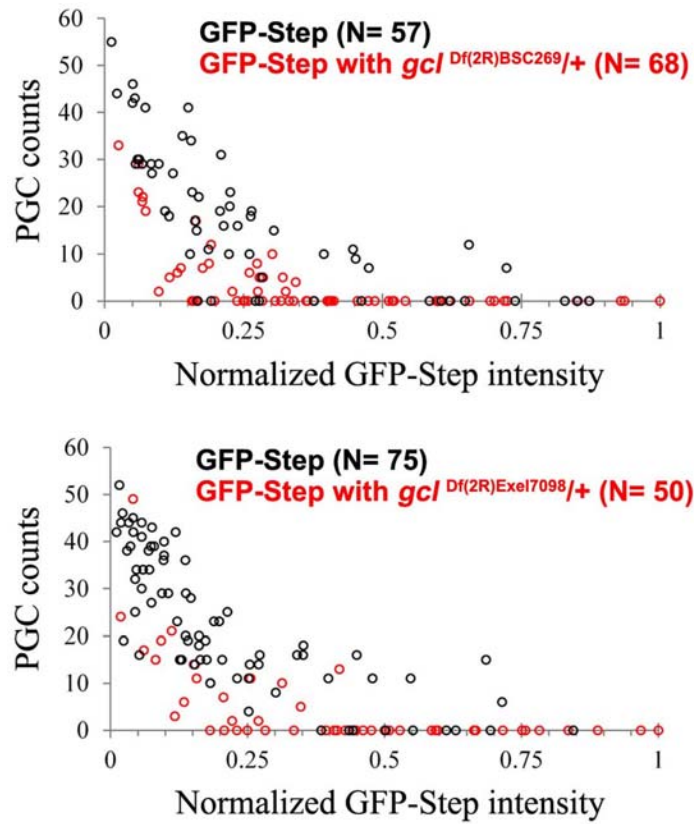 GFP-Step (N= 57)
GFP-Step with gcl Df(2R)BSC269/+ (N= 68)
PGC counts
60
50
40
30
20
10
0
0 0.25 0.5 0.75 1
Normalized GFP-Step intensity
GFP-Step (N= 75)
GFP-Step with gcl Df(2R)Exel7098/+ (N= 50)
PGC counts
60
50
40
30
20
10
0
0 0.25 0.5 0.75 1
Normalized GFP-Step intensity